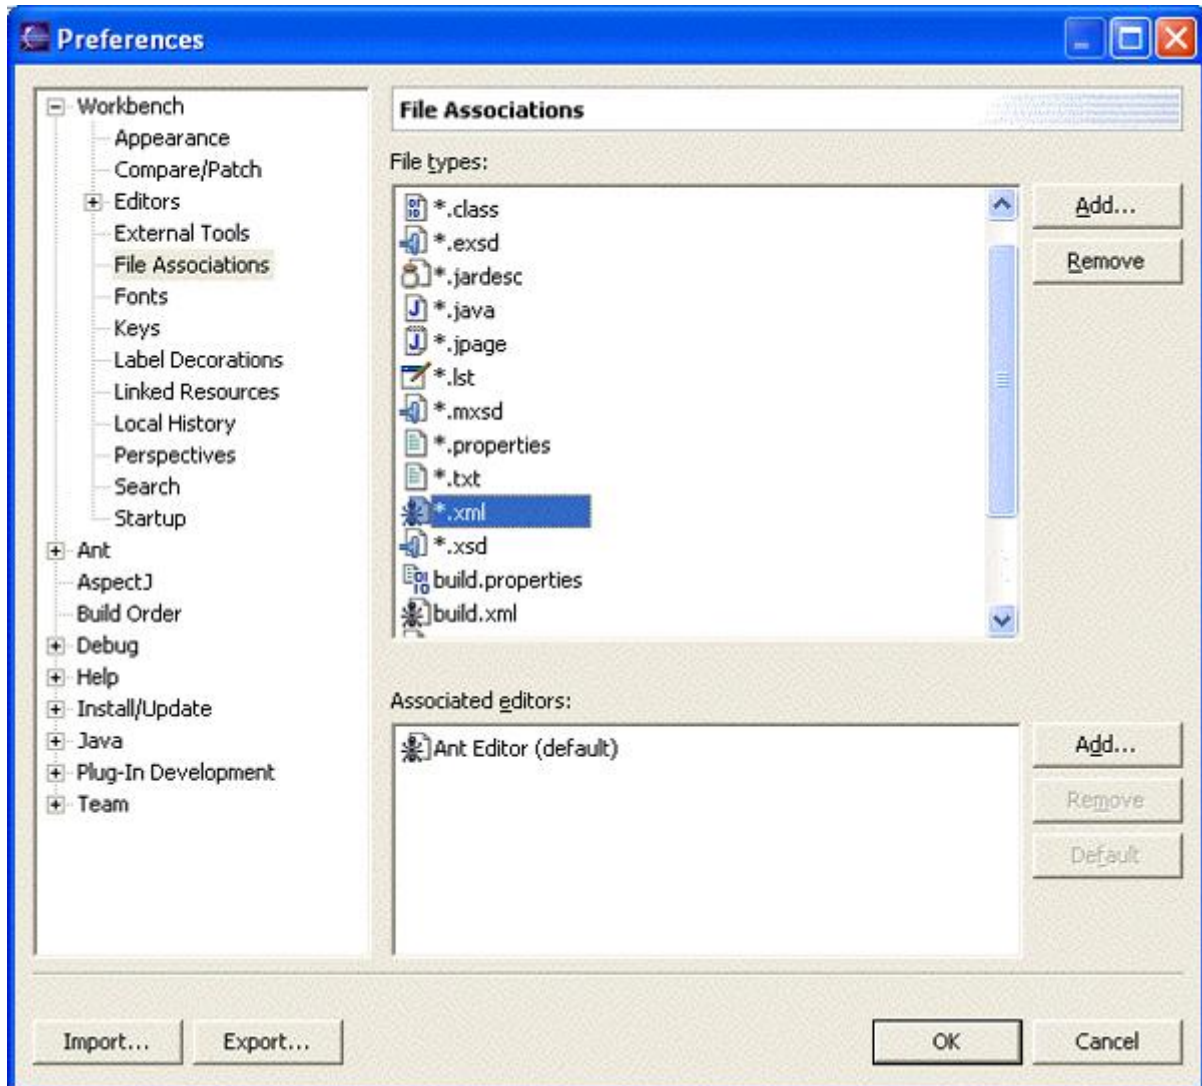 Preferences
Workbench
Appearance
Compare/Patch
Editors
External Tools
File Associations
Fonts
Keys
Label Decorations
Linked Resources
Local History
Perspectives
Search
Startup
Ant
AspectJ
Build Order
Debug
Help
Install/Update
Java
Plug-In Development
Team
File Associations
File types:
*.class
*.exsd
*.jardesc
*.java
*.jpage
*.lst
*.mxsd
*.properties
*.txt
*.xml
*.xsd
build.properties
build.xml
Add...
Remove
Associated editors:
Ant Editor (default)
Add...
Remove
Default
Import...
Export...
OK
Cancel